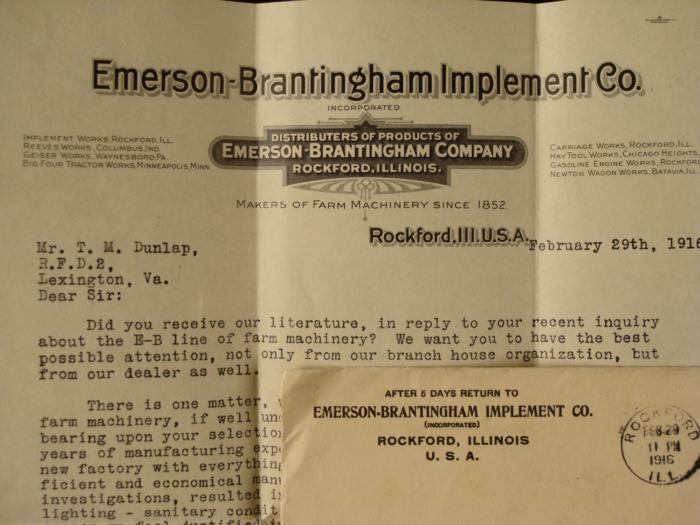 Emerson-Brantingham Implement Co.
INCORPORATED
DISTRIBUTERS OF PRODUCTS OF
EMERSON-BRANTINGHAM COMPANY
ROCKFORD, ILLINOIS.
IMPLEMENT WORKS, ROCKFORD, ILL.
REEVES WORKS, COLUMBUS, IND.
GEISER WORKS, WAYNESBORO, PA.
BIG FOUR TRACTOR WORKS, MINNEAPOLIS, MINN.
CARRIAGE WORKS, ROCKFORD, ILL.
HAY TOOL WORKS, CHICAGO HEIGHTS,
GASOLINE ENGINE WORKS, ROCKFORD
NEWTON WAGON WORKS, BATAVIA, ILL.
MAKERS OF FARM MACHINERY SINCE 1852.
Rockford, Ill. U.S.A. February 29th, 1916
Mr. T. M. Dunlap,
R.F.D.2,
Lexington, Va.
Dear Sir:
Did you receive our literature, in reply to your recent inquiry
about the E-B line of farm machinery? We want you to have the best
possible attention, not only from our branch house organization, but
from our dealer as well.
There is one matter,
farm machinery, if well un
bearing upon your selectio
years of manufacturing exp
new factory with everything
ficient and economical man
investigations, resulted i
lighting - sanitary condit
AFTER 5 DAYS RETURN TO
EMERSON-BRANTINGHAM IMPLEMENT CO.
(INCORPORATED)
ROCKFORD, ILLINOIS
U. S. A.
ROCKFORD
FEB 29
11 PM
1916
ILL.